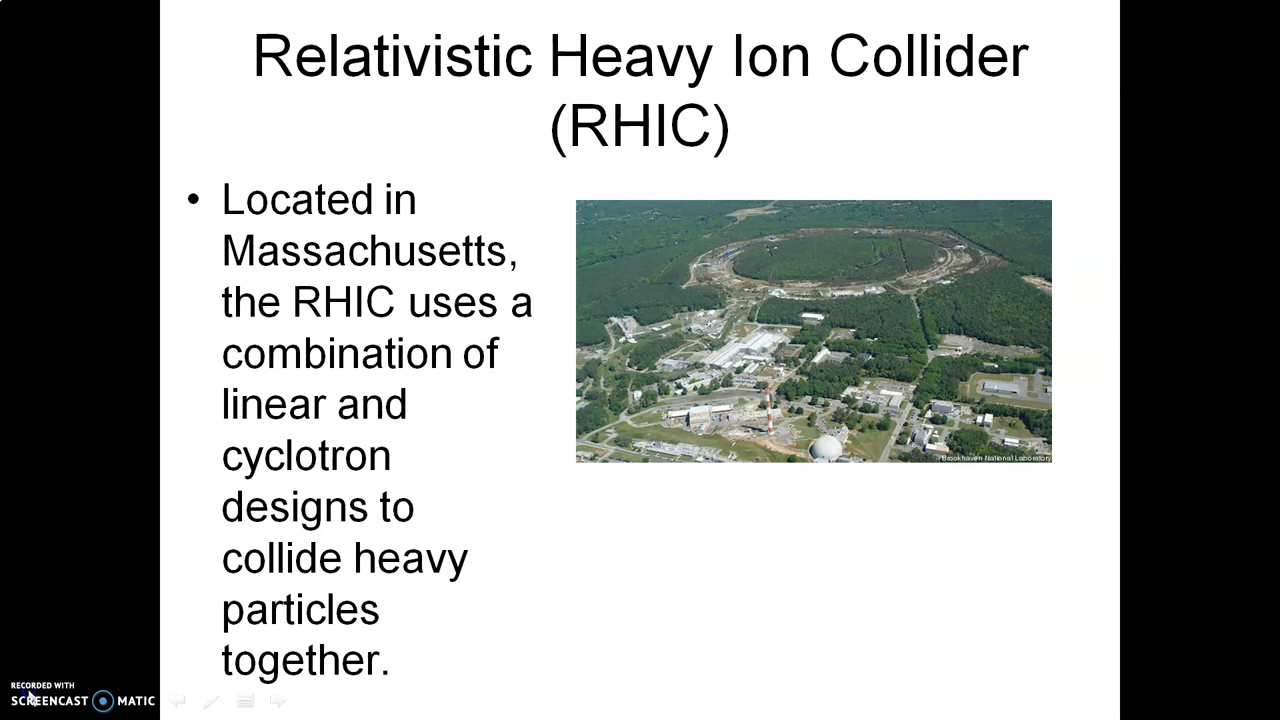 Relativistic Heavy Ion Collider
(RHIC)
• Located in
Massachusetts,
the RHIC uses a
combination of
linear and
cyclotron
designs to
collide heavy
particles
together.
Brookhaven National Laboratory
RECORDED WITH
SCREENCAST MATIC